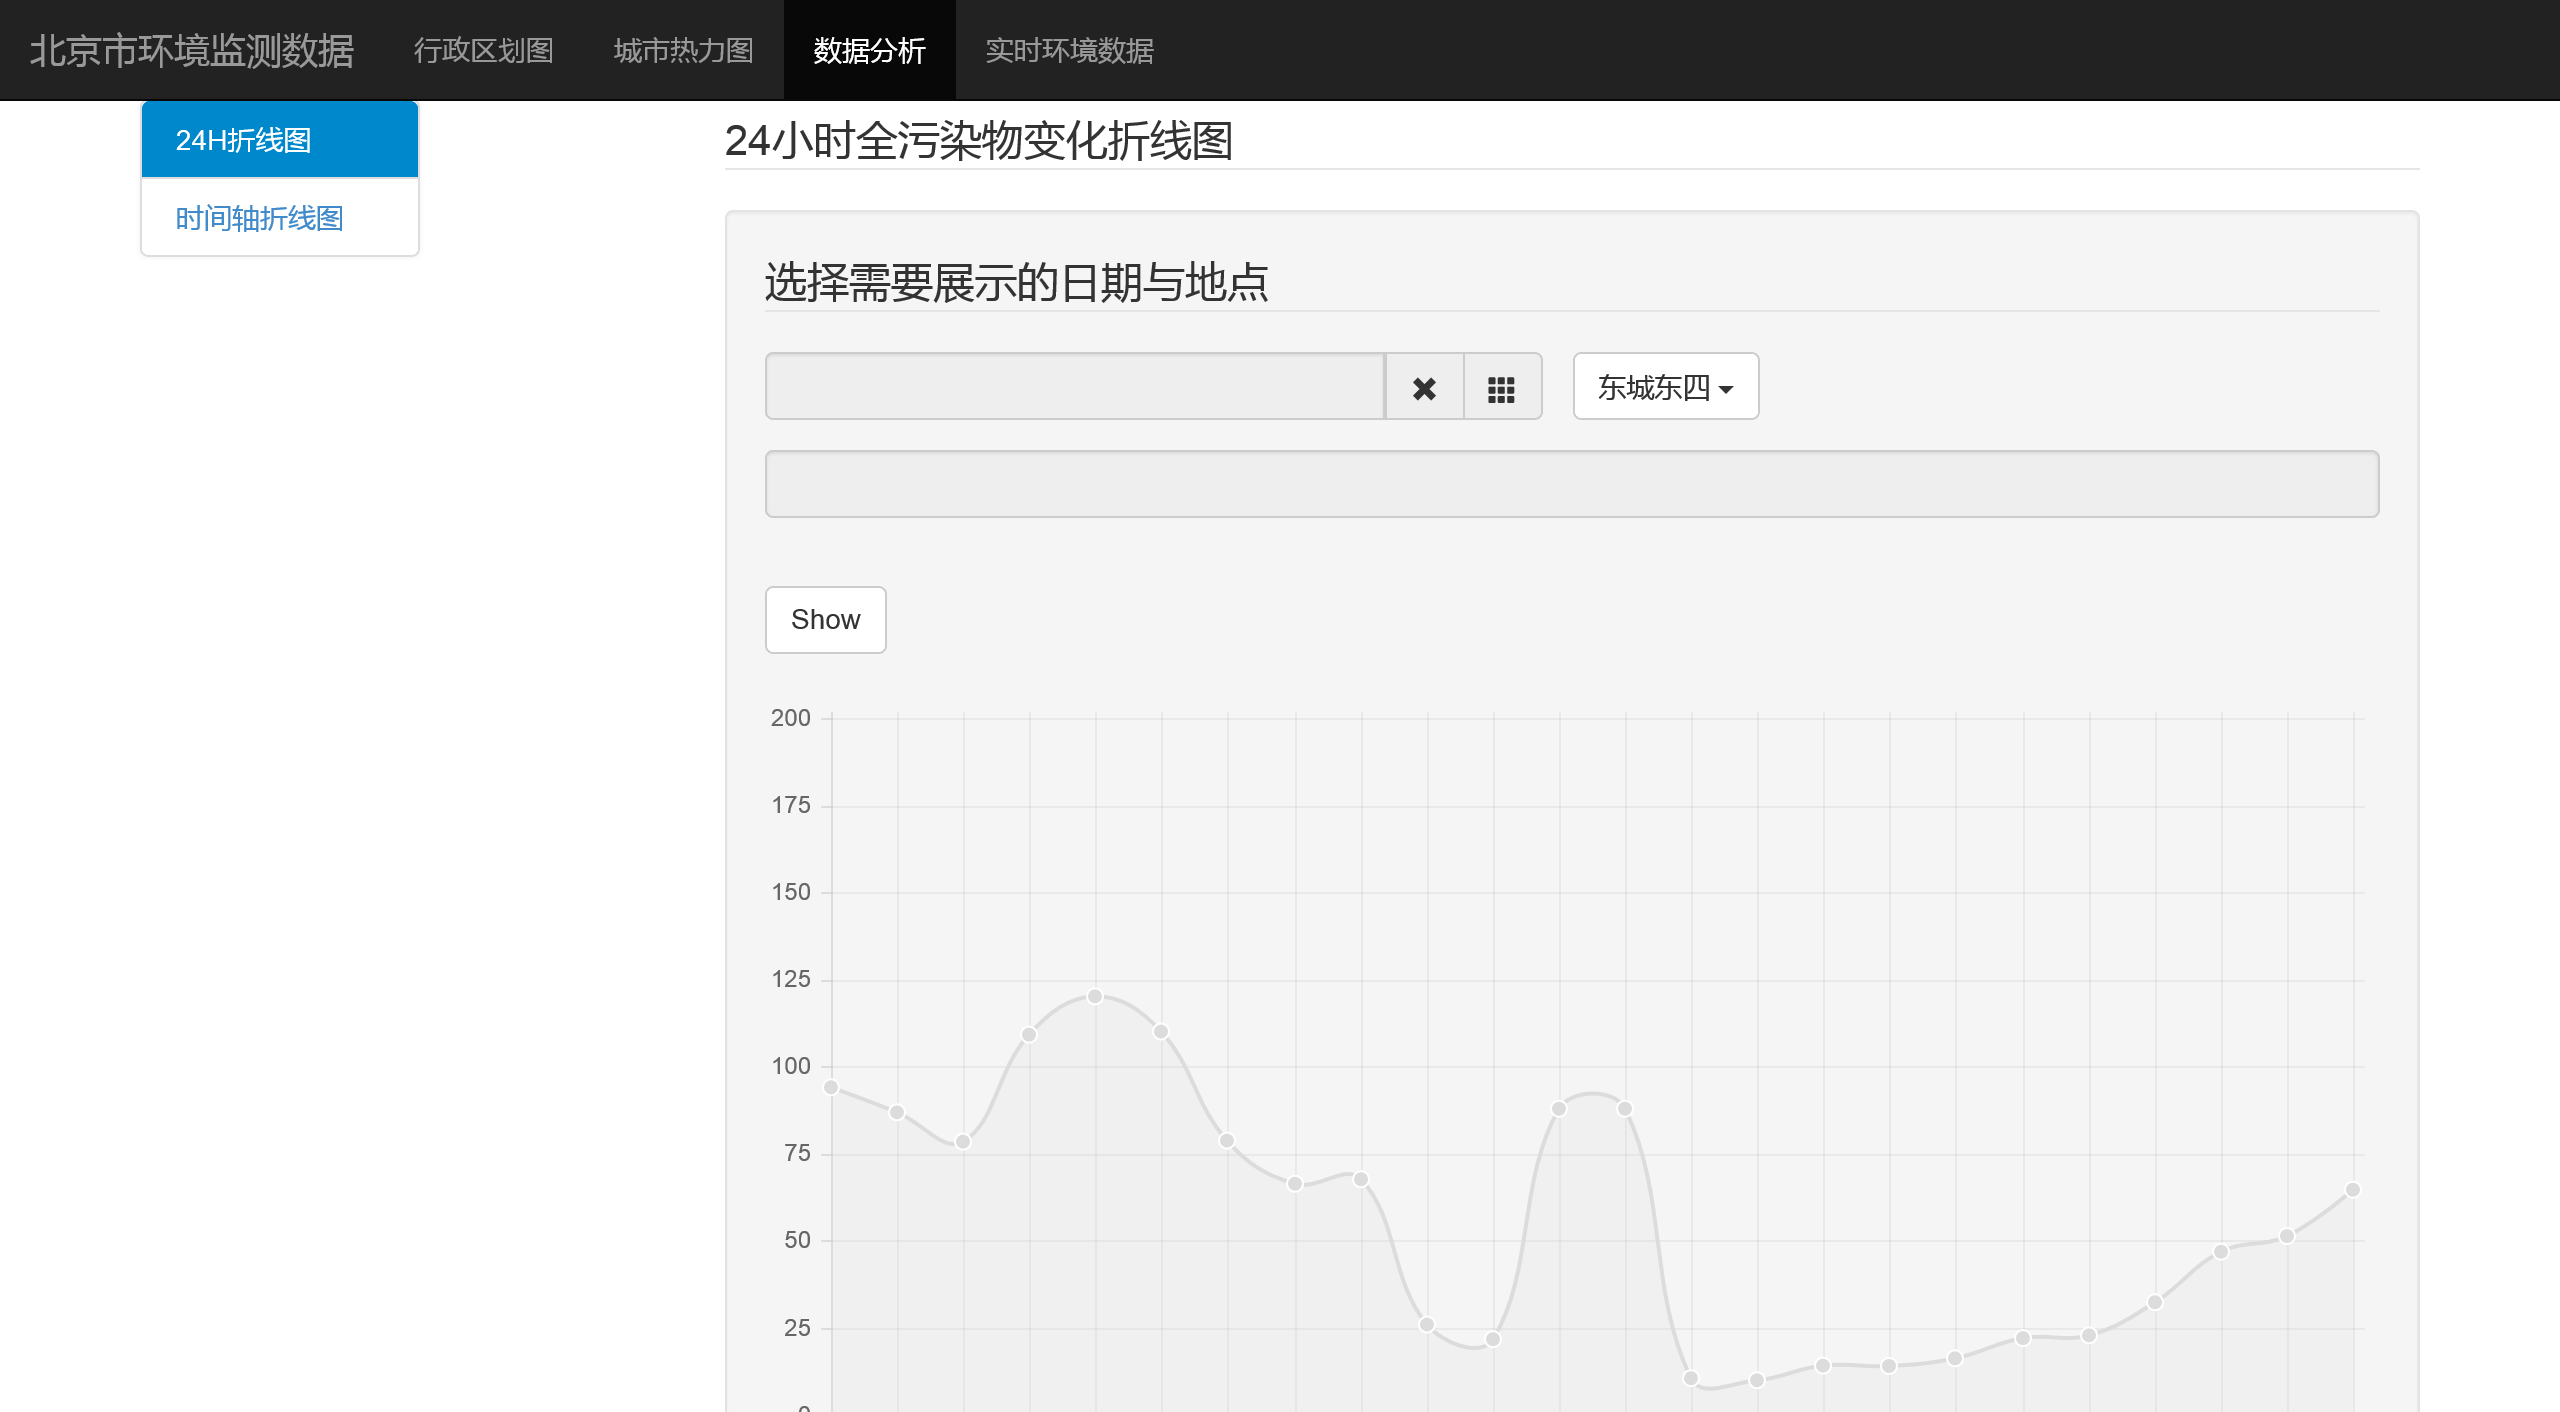 北京市环境监测数据 行政区划图 城市热力图 数据分析 实时环境数据
24H折线图
时间轴折线图
24小时全污染物变化折线图
选择需要展示的日期与地点
东城东四
Show
200
175
150
125
100
75
50
25
0